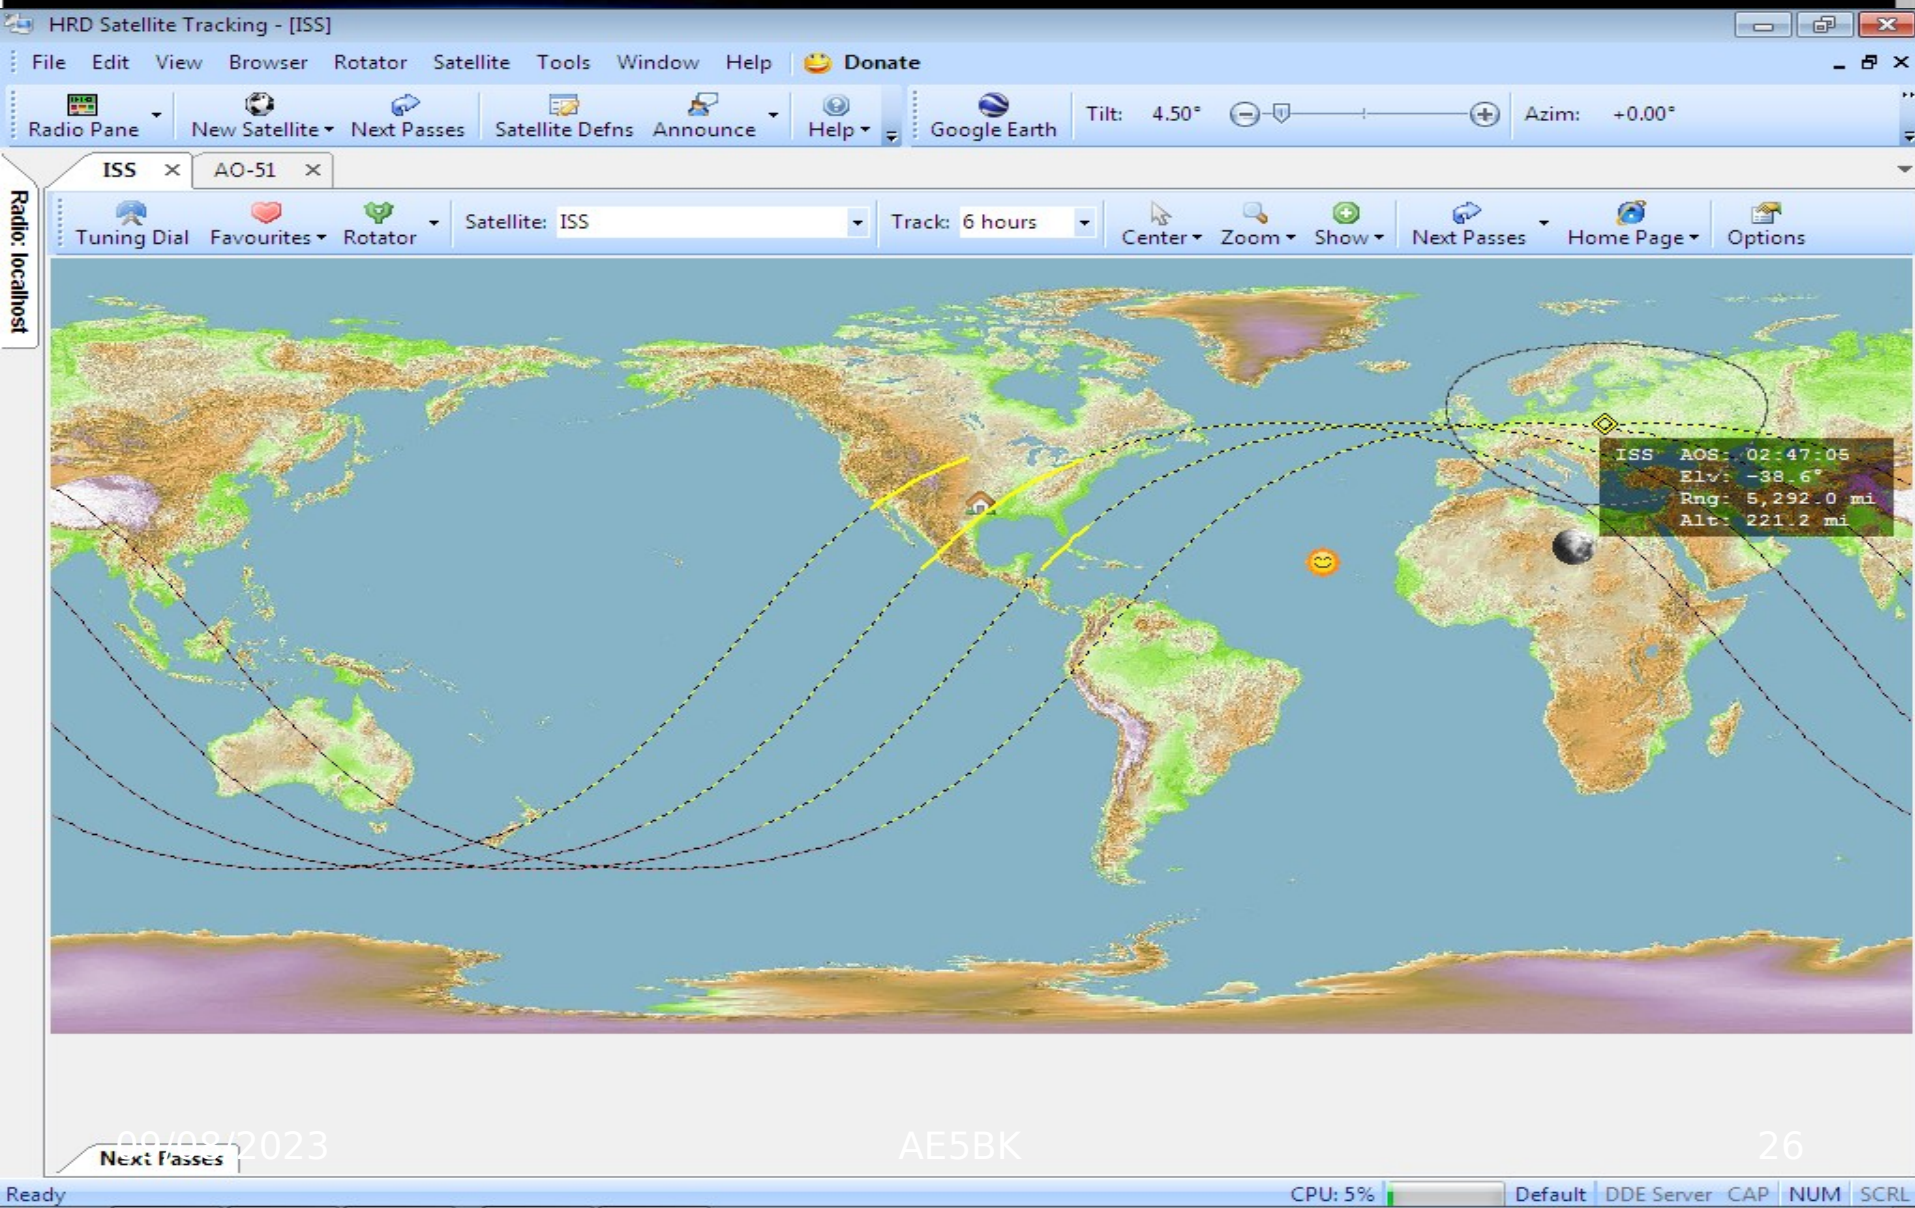 HRD Satellite Tracking - [ISS]
File Edit View Browser Rotator Satellite Tools Window Help Donate
Radio Pane New Satellite Next Passes Satellite Defns Announce Help Google Earth Tilt: 4.50° Azim: +0.00°
ISS AO-51
Radio: localhost
Satellite: ISS Track: 6 hours
Tuning Dial Favourites Rotator Center Zoom Show Next Passes Home Page Options
ISS AOS: 02:47:05
Elv: -38.6°
Rng: 5,292.0 mi
Alt: 221.2 mi
09/08/2023 AE5BK 26
Next Passes
Ready CPU: 5% Default DDE Server CAP NUM SCRL